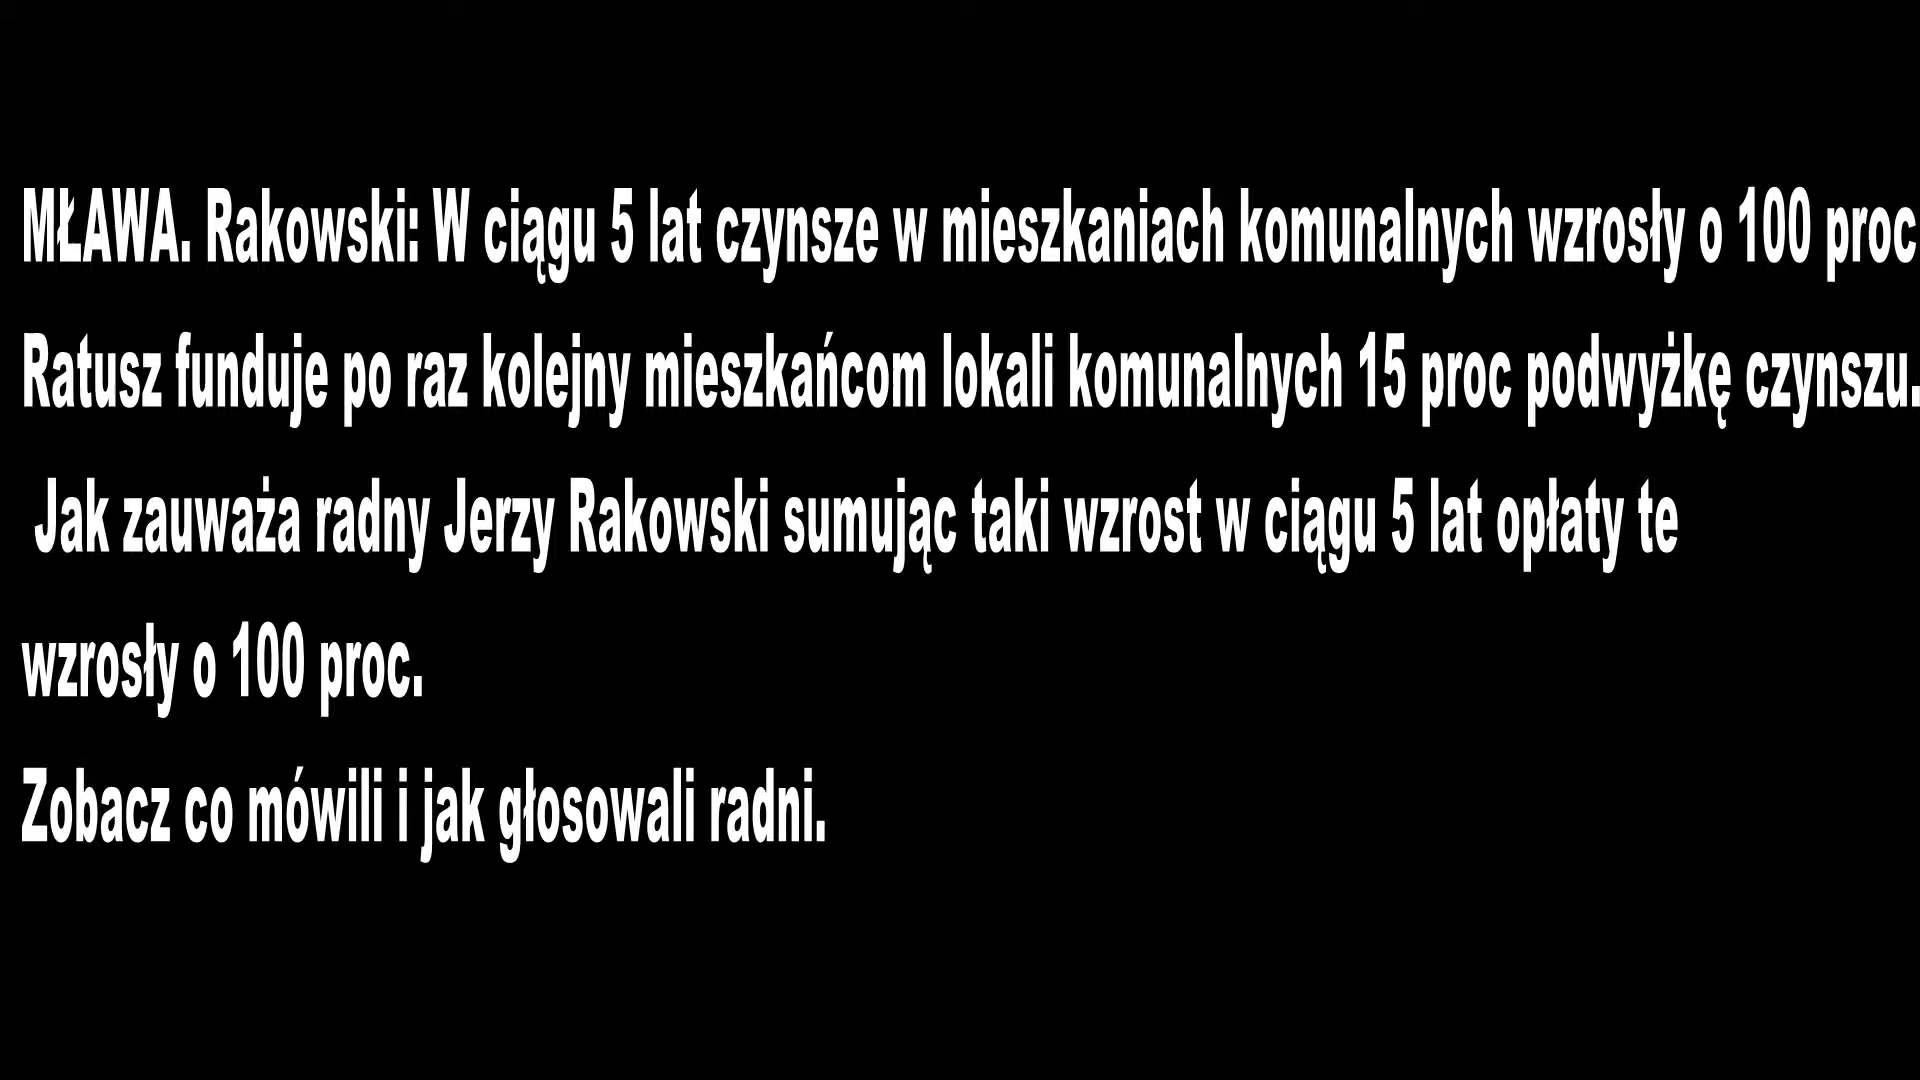 MŁAWA. Rakowski: W ciągu 5 lat czynsze w mieszkaniach komunalnych wzrosły o 100 proc
Ratusz funduje po raz kolejny mieszkańcom lokali komunalnych 15 proc podwyżkę czynszu.
Jak zauważa radny Jerzy Rakowski sumując taki wzrost w ciągu 5 lat opłaty te
wzrosły o 100 proc.
Zobacz co mówili i jak głosowali radni.